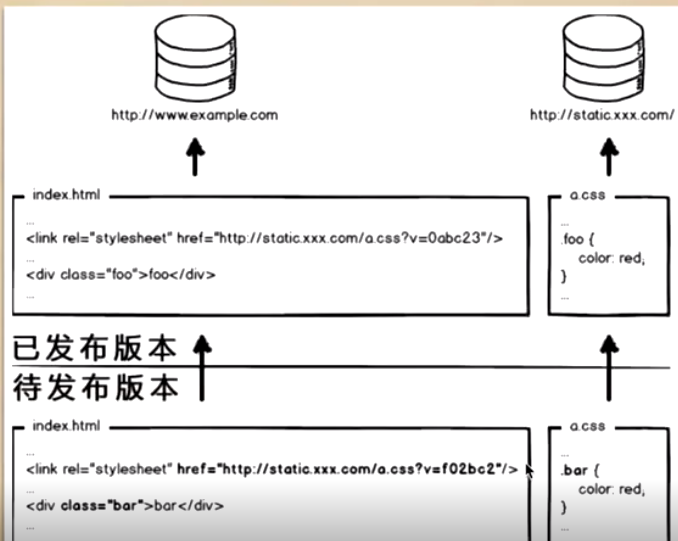 http://www.example.com
http://static.xxx.com/
index.html
...
<link rel="stylesheet" href="http://static.xxx.com/a.css?v=0abc23"/>
...
<div class="foo">foo</div>
...
a.css
...
.foo {
color: red;
}
...
已发布版本
待发布版本
index.html
...
<link rel="stylesheet" href="http://static.xxx.com/a.css?v=f02bc2"/>
...
<div class="bar">bar</div>
...
a.css
...
.bar {
color: red;
}
...